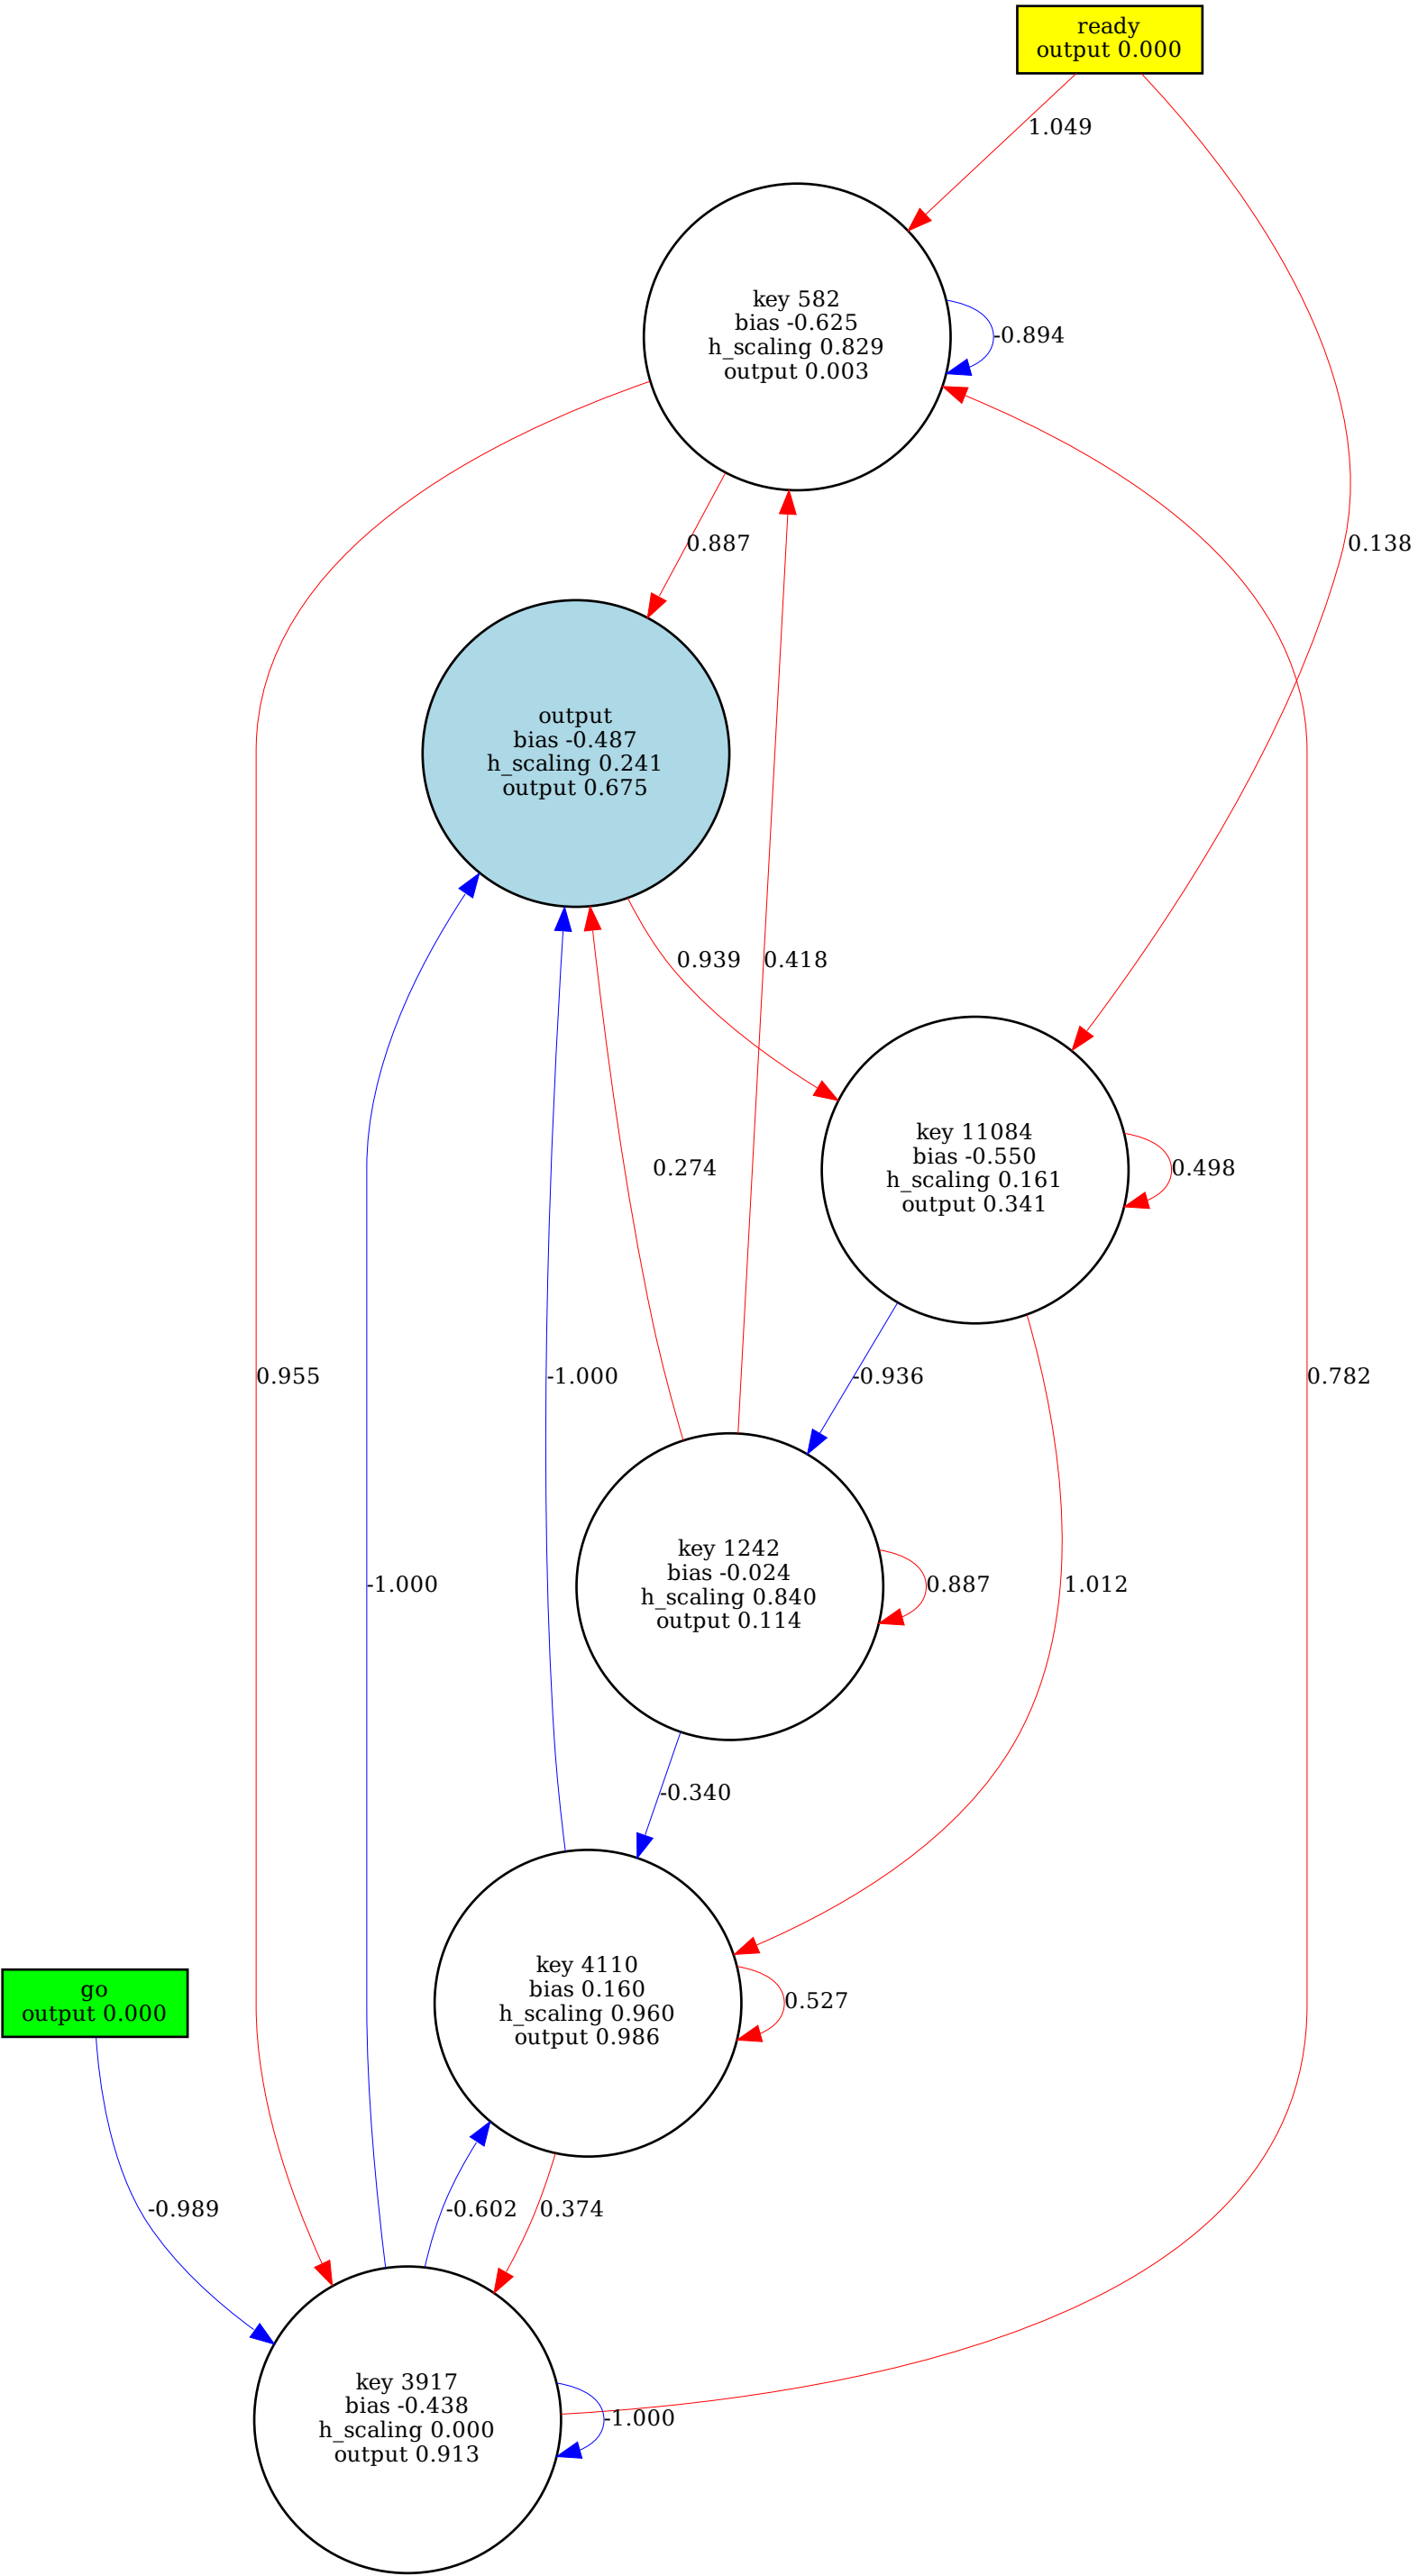 ready
output 0.000
1.049
key 582
bias -0.625
h_scaling 0.829
output 0.003
-0.894
0.887
0.138
output
bias -0.487
h_scaling 0.241
output 0.675
0.939
0.418
key 11084
bias -0.550
h_scaling 0.161
output 0.341
0.274
0.498
0.955
-1.000
-0.936
0.782
key 1242
bias -0.024
h_scaling 0.840
output 0.114
-1.000
0.887
1.012
-0.340
go
output 0.000
key 4110
bias 0.160
h_scaling 0.960
output 0.986
0.527
-0.989
-0.602
0.374
key 3917
bias -0.438
h_scaling 0.000
output 0.913
-1.000